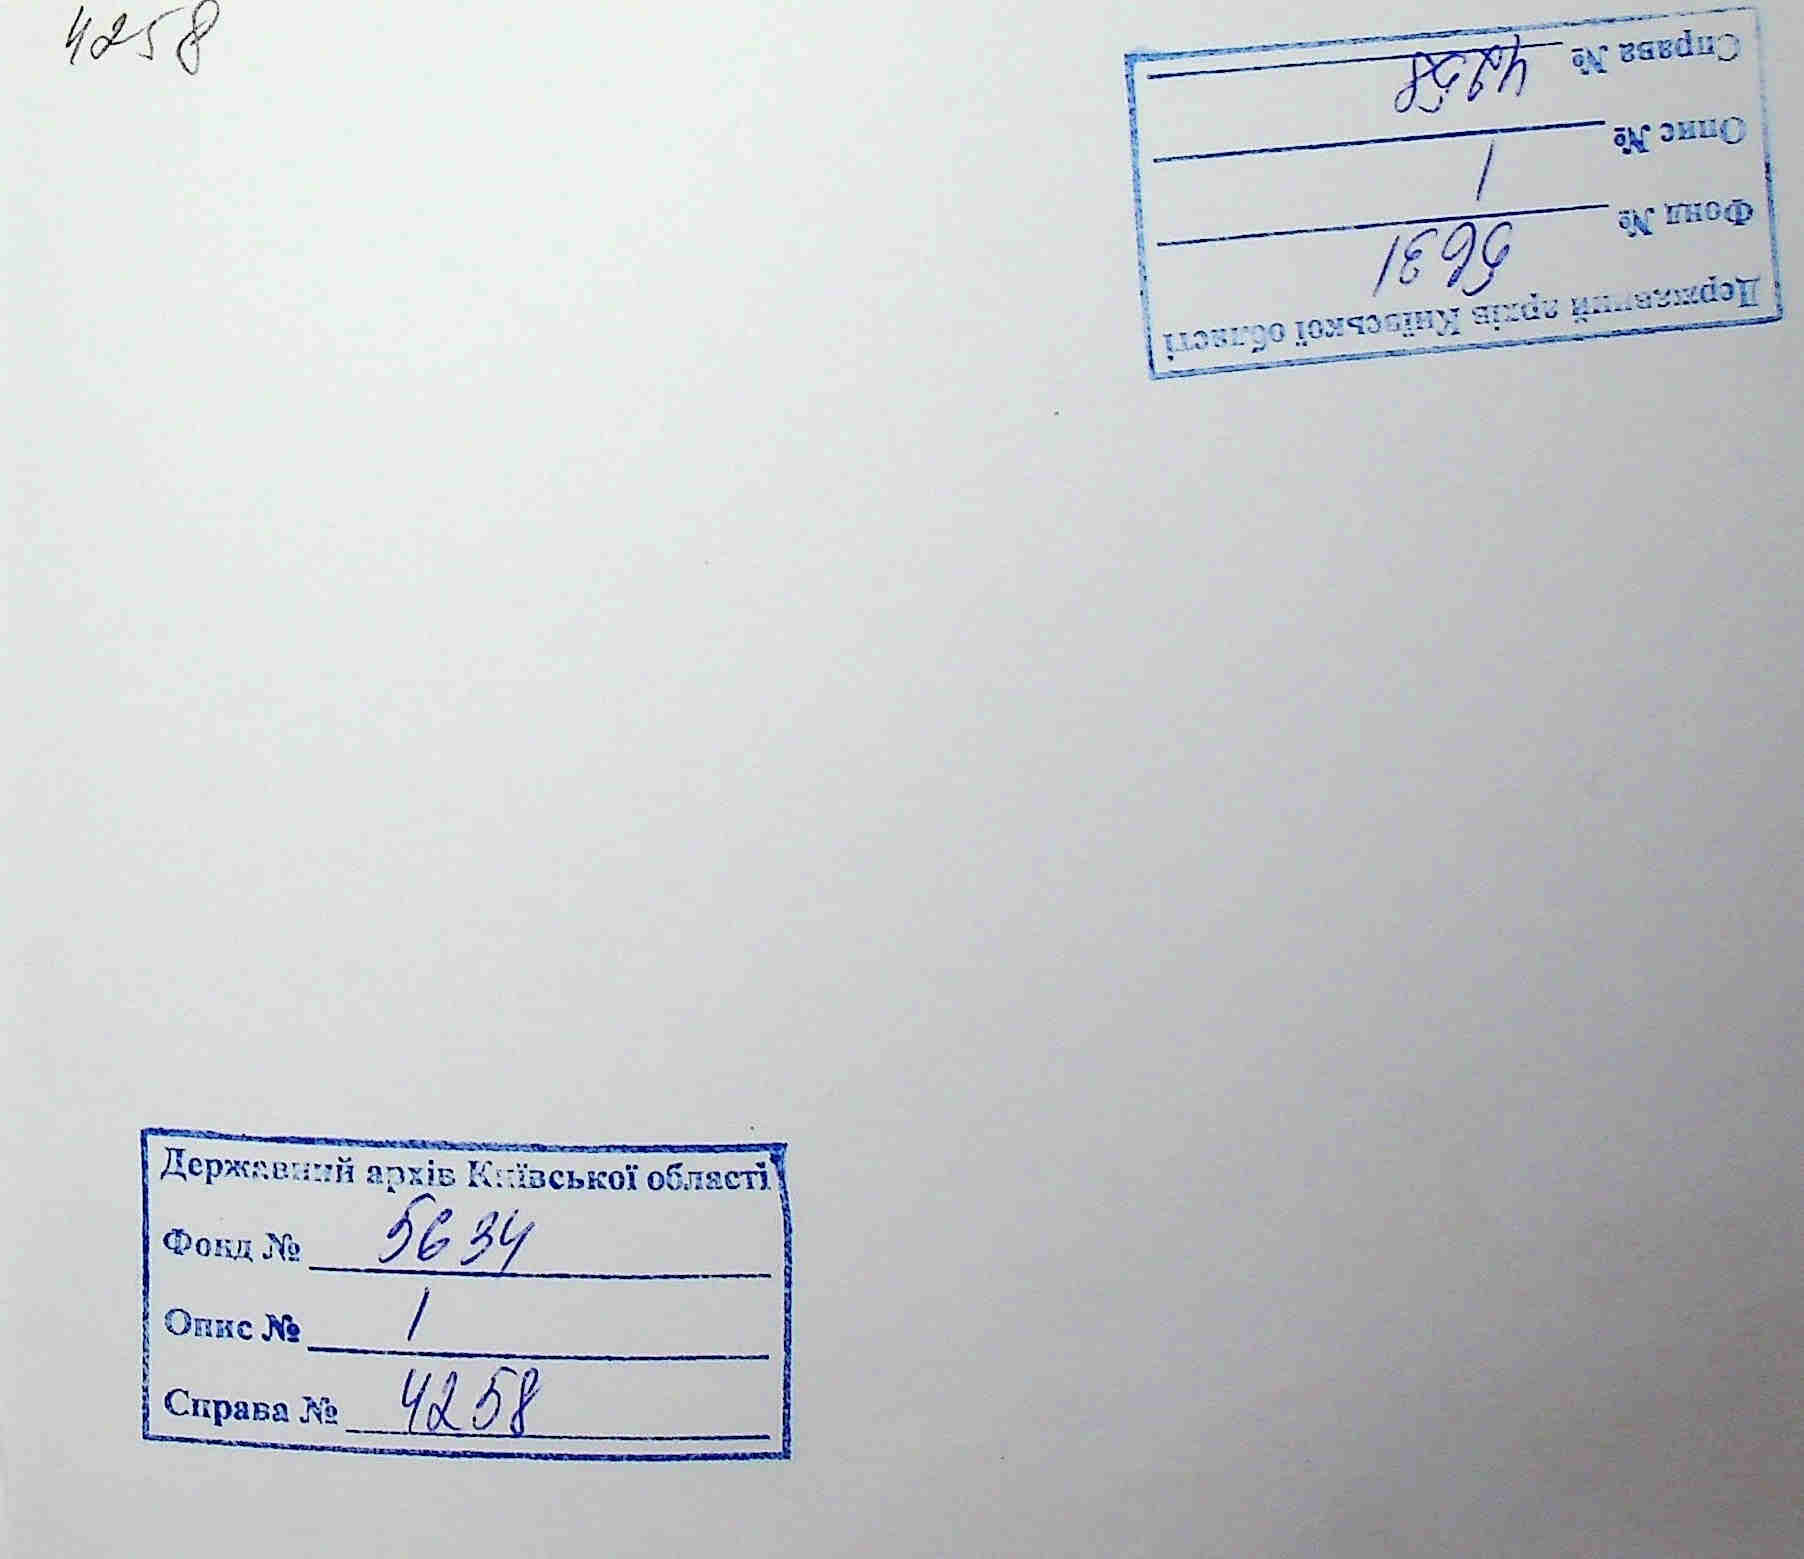 4258
Державний архів Київської області
Фонд № 5631
Опис № 1
Справа № 4258
Державний архів Київської області
Фонд № 5634
Опис № 1
Справа № 4258